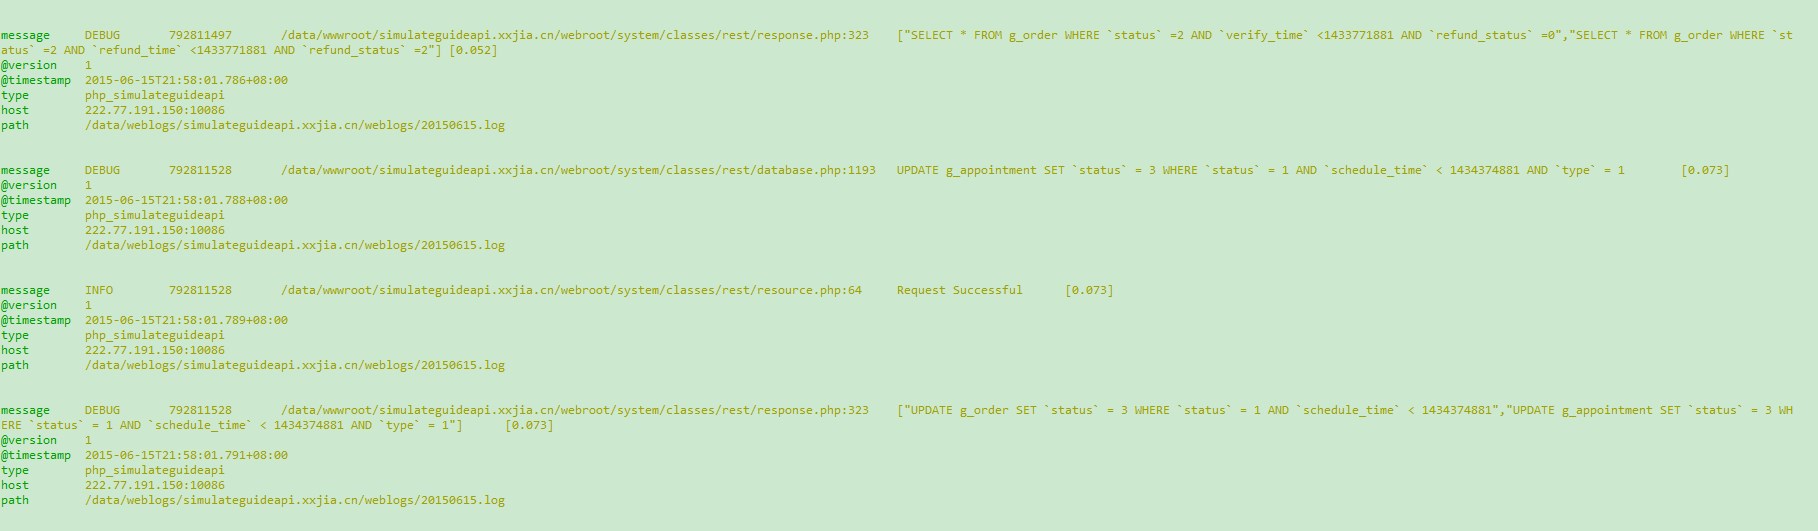 message DEBUG 792811497 /data/wwwroot/simulateguideapi.xxjia.cn/webroot/system/classes/rest/response.php:323 ["SELECT * FROM g_order WHERE `status` =2 AND `verify_time` <1433771881 AND `refund_status` =0","SELECT * FROM g_order WHERE `st
atus` =2 AND `refund_time` <1433771881 AND `refund_status` =2"] [0.052]
@version 1
@timestamp 2015-06-15T21:58:01.786+08:00
type php_simulateguideapi
host 222.77.191.150:10086
path /data/weblogs/simulateguideapi.xxjia.cn/weblogs/20150615.log
message DEBUG 792811528 /data/wwwroot/simulateguideapi.xxjia.cn/webroot/system/classes/rest/database.php:1193 UPDATE g_appointment SET `status` = 3 WHERE `status` = 1 AND `schedule_time` < 1434374881 AND `type` = 1 [0.073]
@version 1
@timestamp 2015-06-15T21:58:01.788+08:00
type php_simulateguideapi
host 222.77.191.150:10086
path /data/weblogs/simulateguideapi.xxjia.cn/weblogs/20150615.log
message INFO 792811528 /data/wwwroot/simulateguideapi.xxjia.cn/webroot/system/classes/rest/resource.php:64 Request Successful [0.073]
@version 1
@timestamp 2015-06-15T21:58:01.789+08:00
type php_simulateguideapi
host 222.77.191.150:10086
path /data/weblogs/simulateguideapi.xxjia.cn/weblogs/20150615.log
message DEBUG 792811528 /data/wwwroot/simulateguideapi.xxjia.cn/webroot/system/classes/rest/response.php:323 ["UPDATE g_order SET `status` = 3 WHERE `status` = 1 AND `schedule_time` < 1434374881","UPDATE g_appointment SET `status` = 3 WH
ERE `status` = 1 AND `schedule_time` < 1434374881 AND `type` = 1"] [0.073]
@version 1
@timestamp 2015-06-15T21:58:01.791+08:00
type php_simulateguideapi
host 222.77.191.150:10086
path /data/weblogs/simulateguideapi.xxjia.cn/weblogs/20150615.log